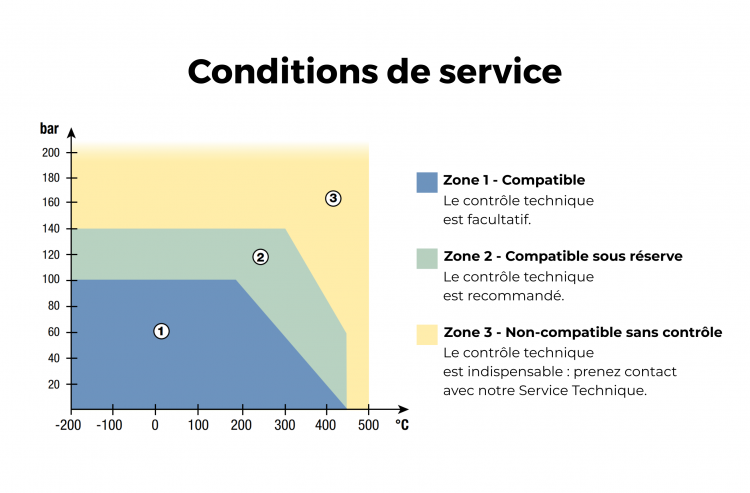 Conditions de service
bar
200
180
160
140
120
100
80
60
40
20
-200 -100 0 100 200 300 400 500 °C
1
2
3
Zone 1 - Compatible
Le contrôle technique
est facultatif.
Zone 2 - Compatible sous réserve
Le contrôle technique
est recommandé.
Zone 3 - Non-compatible sans contrôle
Le contrôle technique
est indispensable : prenez contact
avec notre Service Technique.